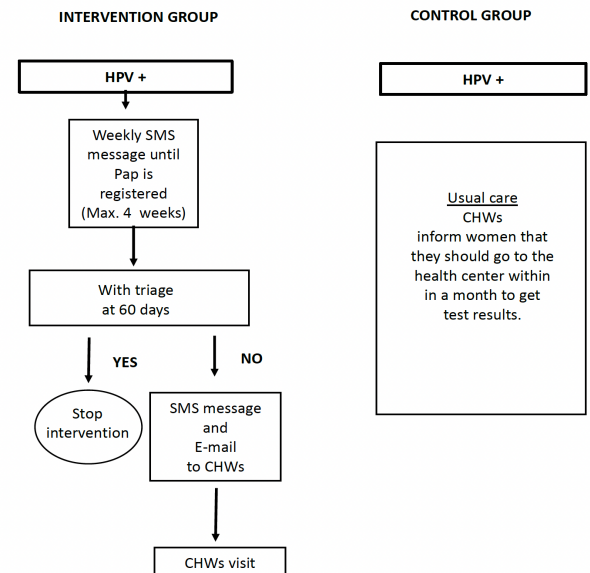 INTERVENTION GROUP
HPV +
Weekly SMS
message until
Pap is
registered
(Max. 4 weeks)
With triage
at 60 days
YES
NO
Stop
intervention
SMS message
and
E-mail
to CHWs
CHWs visit
CONTROL GROUP
HPV +
Usual care
CHWs
inform women that
they should go to the
health center within
in a month to get
test results.